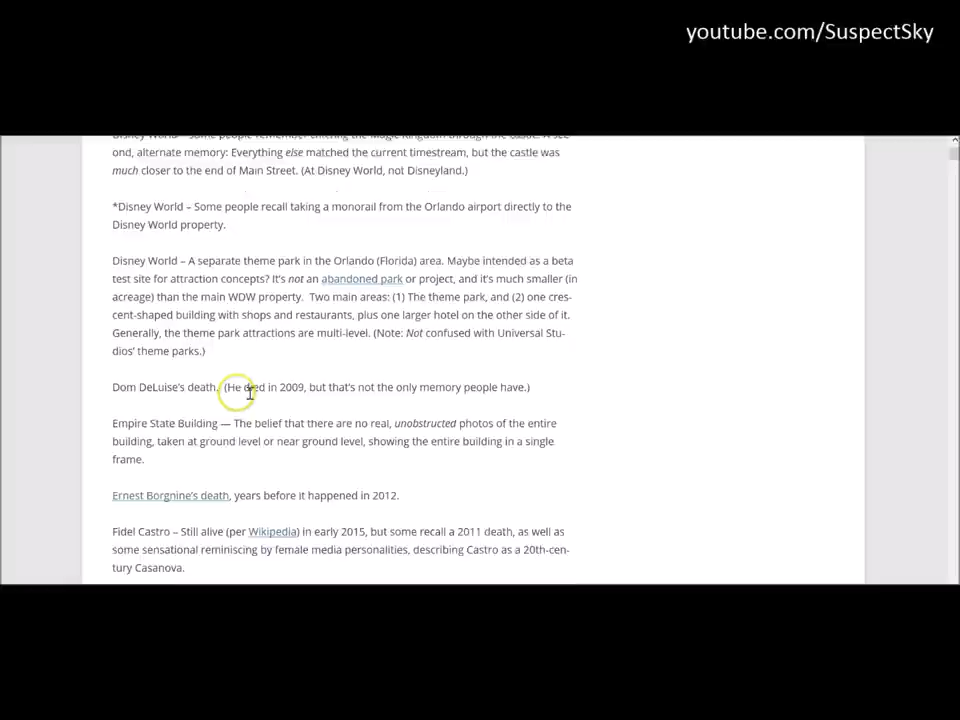 youtube.com/SuspectSky
ond, alternate memory: Everything else matched the current timestream, but the castle was
much closer to the end of Main Street. (At Disney World, not Disneyland.)
*Disney World – Some people recall taking a monorail from the Orlando airport directly to the
Disney World property.
Disney World – A separate theme park in the Orlando (Florida) area. Maybe intended as a beta
test site for attraction concepts? It's not an abandoned park or project, and it's much smaller (in
acreage) than the main WDW property. Two main areas: (1) The theme park, and (2) one cres-
cent-shaped building with shops and restaurants, plus one larger hotel on the other side of it.
Generally, the theme park attractions are multi-level. (Note: Not confused with Universal Stu-
dios' theme parks.)
Dom DeLuise's death. (He died in 2009, but that's not the only memory people have.)
Empire State Building — The belief that there are no real, unobstructed photos of the entire
building, taken at ground level or near ground level, showing the entire building in a single
frame.
Ernest Borgnine's death, years before it happened in 2012.
Fidel Castro – Still alive (per Wikipedia) in early 2015, but some recall a 2011 death, as well as
some sensational reminiscing by female media personalities, describing Castro as a 20th-cen-
tury Casanova.